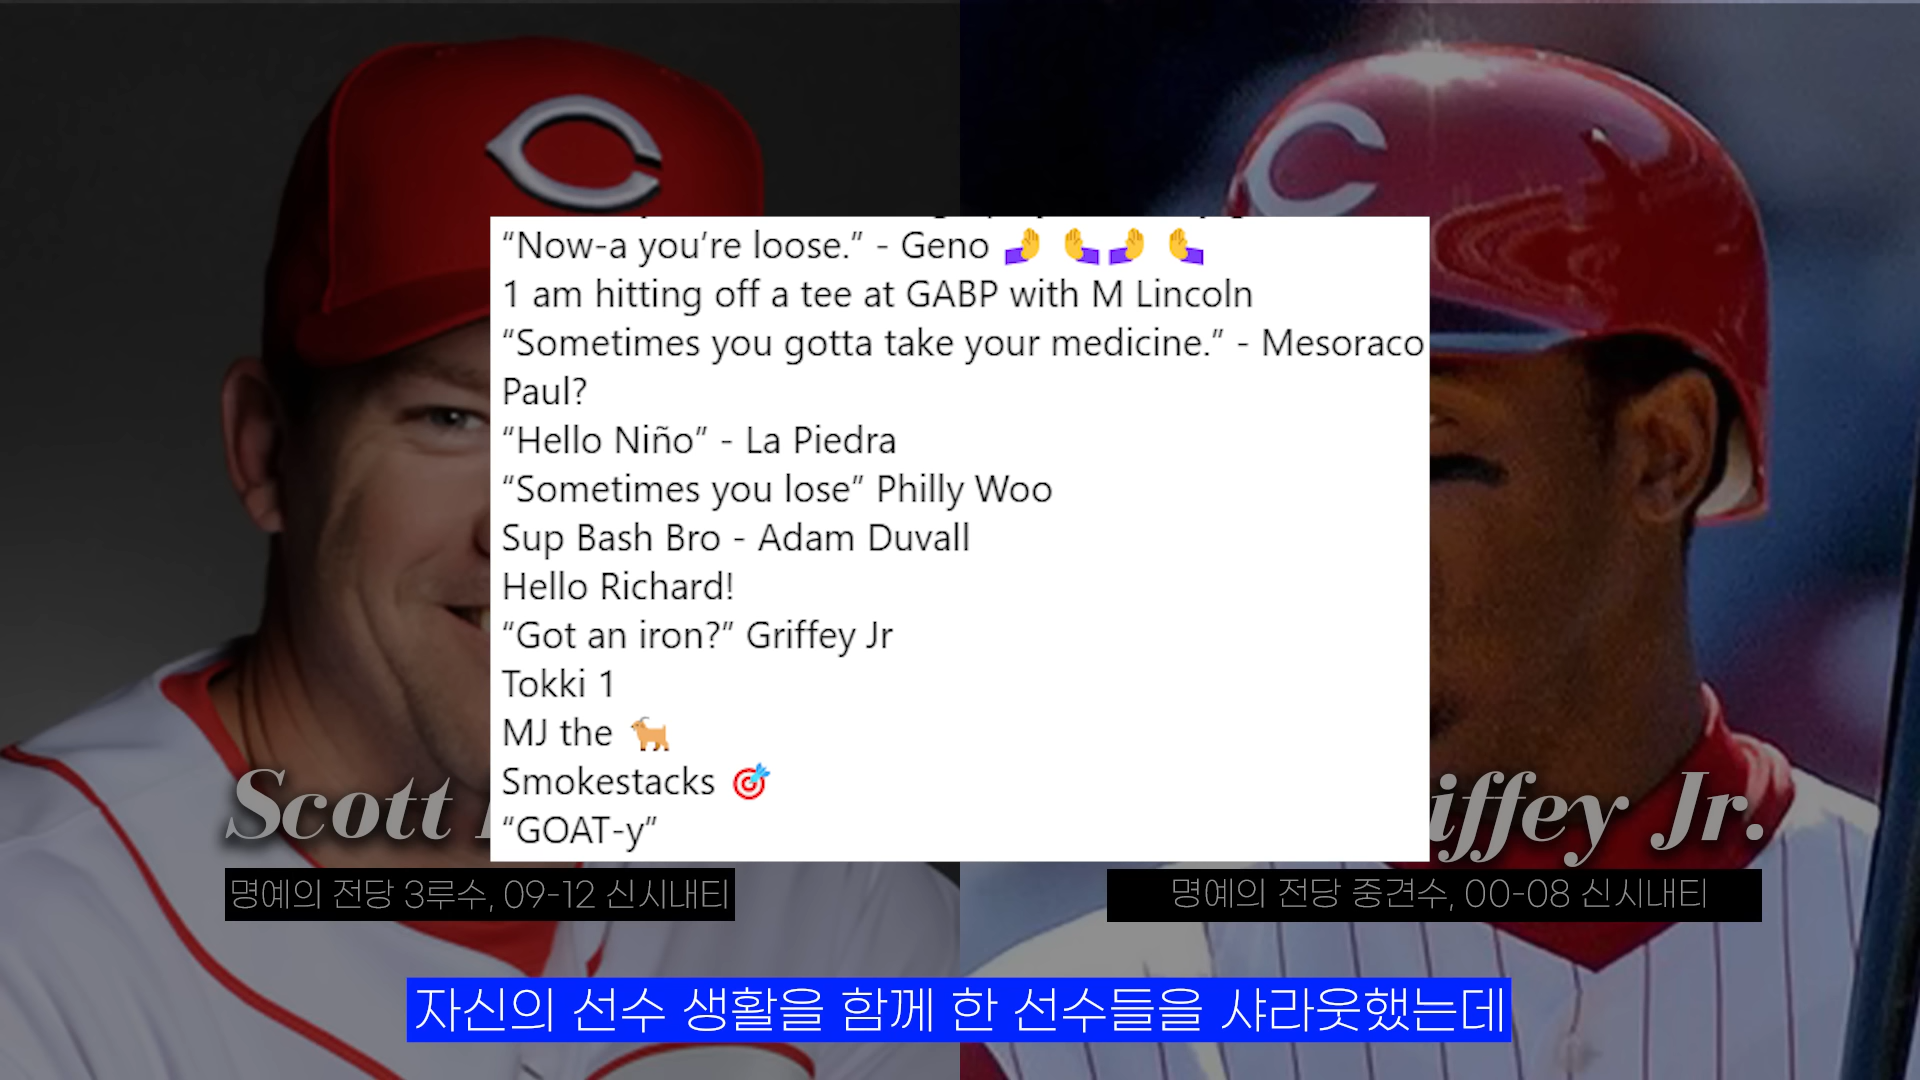 “Now-a you’re loose.” - Geno
1 am hitting off a tee at GABP with M Lincoln
“Sometimes you gotta take your medicine.” - Mesoraco
Paul?
“Hello Niño” - La Piedra
“Sometimes you lose” Philly Woo
Sup Bash Bro - Adam Duvall
Hello Richard!
“Got an iron?” Griffey Jr
Tokki 1
MJ the
Smokestacks
“GOAT-y”
Scott
iffey Jr.
명예의 전당 3루수, 09-12 신시내티
명예의 전당 중견수, 00-08 신시내티
자신의 선수 생활을 함께 한 선수들을 샤라웃했는데